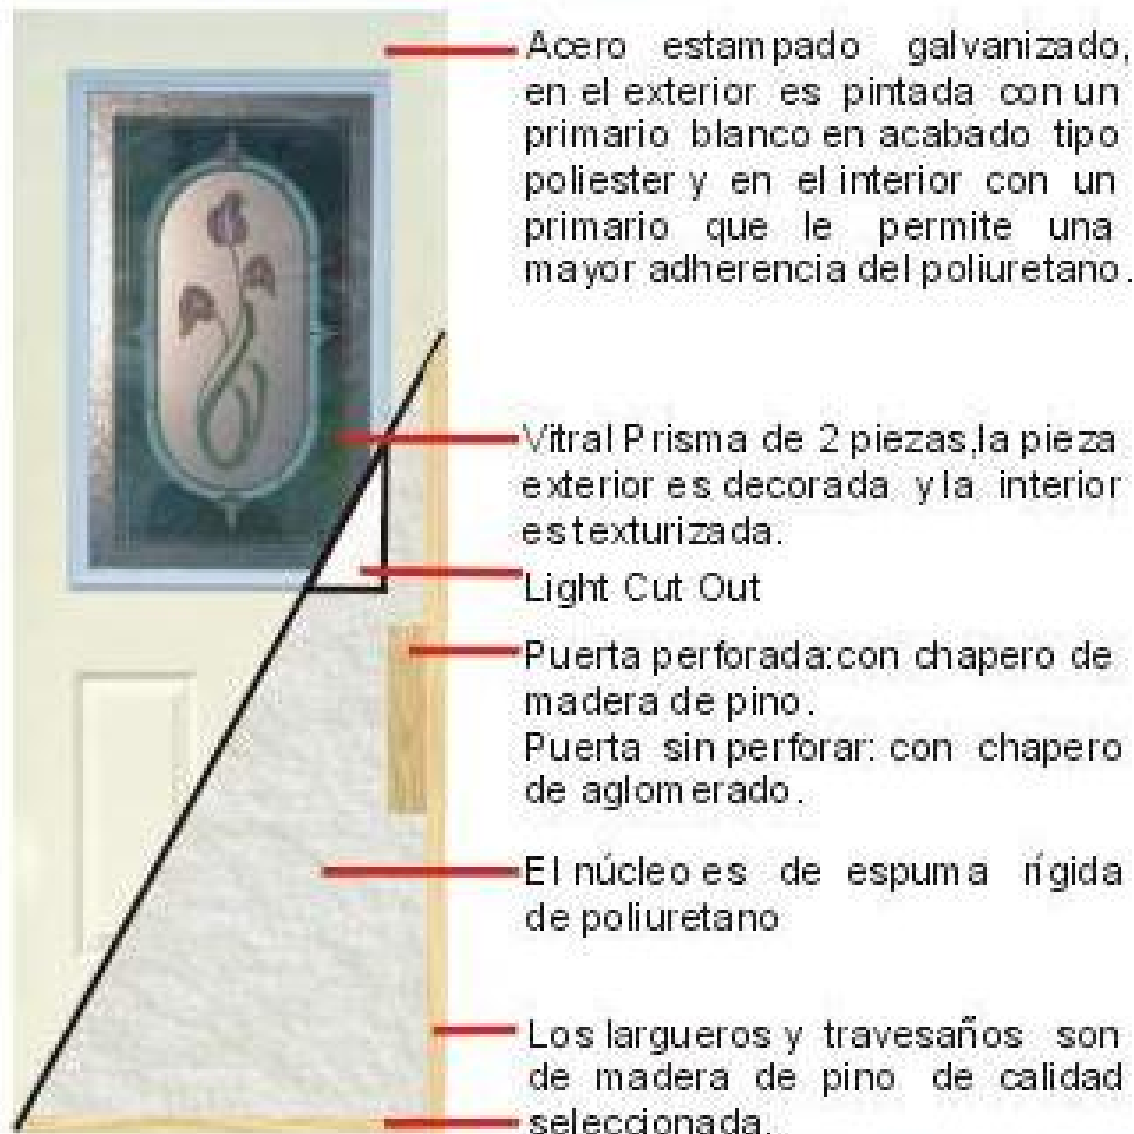 Acero estampado galvanizado,
en el exterior es pintada con un
primario blanco en acabado tipo
poliester y en el interior con un
primario que le permite una
mayor adherencia del poliuretano.
Vitral Prisma de 2 piezas,la pieza
exterior es decorada y la interior
es texturizada.
Light Cut Out
Puerta perforada:con chapero de
madera de pino.
Puerta sin perforar: con chapero
de aglomerado.
El núcleo es de espuma rígida
de poliuretano
Los largueros y travesaños son
de madera de pino de calidad
seleccionada.